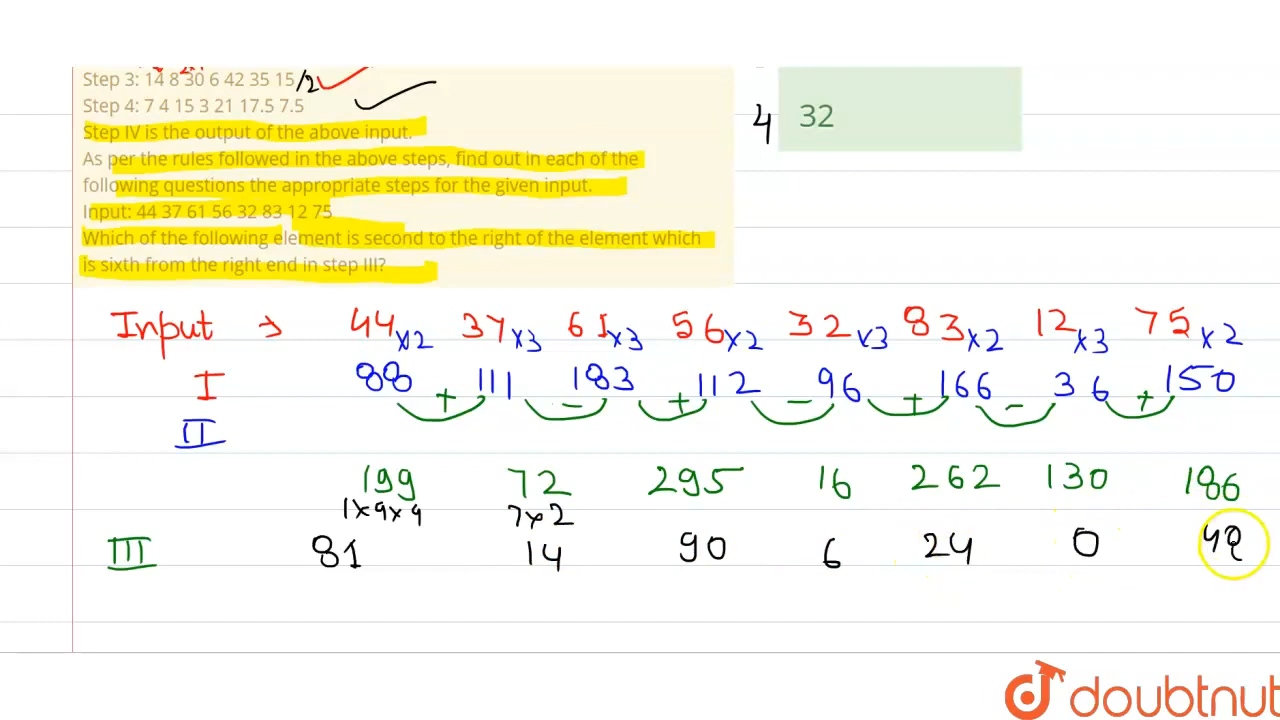 Step 3: 14 8 30 6 42 35 15 /2
Step 4: 7 4 15 3 21 17.5 7.5
Step IV is the output of the above input.
As per the rules followed in the above steps, find out in each of the
following questions the appropriate steps for the given input.
Input: 44 37 61 56 32 83 12 75
Which of the following element is second to the right of the element which
is sixth from the right end in step III?
4 32
Input → 44 x2 37 x3 61 x3 56 x2 32 x3 83 x2 12 x3 75 x2
I 88 111 183 112 96 166 36 150
+ - + - + - +
II
199 72 295 16 262 130 186
1x9x9 7x2
III 81 14 90 6 24 0 48
doubtnut